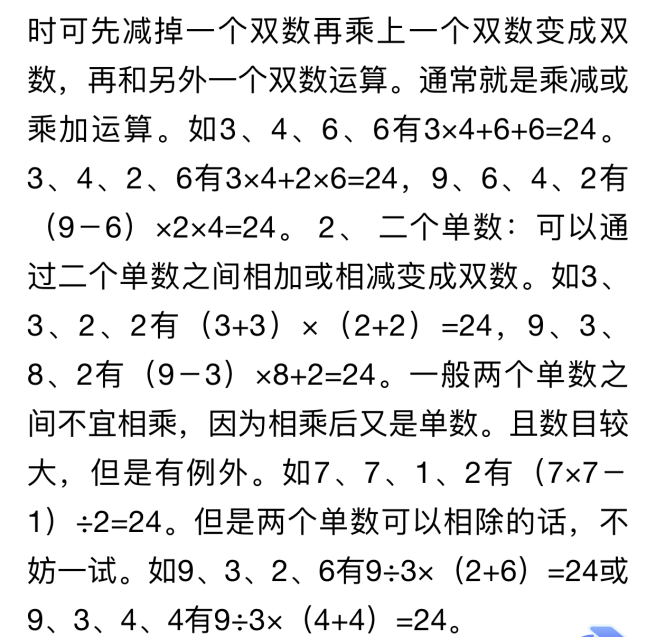 时可先减掉一个双数再乘上一个双数变成双
数，再和另外一个双数运算。通常就是乘减或
乘加运算。如3、4、6、6有3×4+6+6=24。
3、4、2、6有3×4+2×6=24，9、6、4、2有
（9－6）×2×4=24。 2、 二个单数：可以通
过二个单数之间相加或相减变成双数。如3、
3、2、2有（3+3）×（2+2）=24，9、3、
8、2有（9－3）×8+2=24。一般两个单数之
间不宜相乘，因为相乘后又是单数。且数目较
大，但是有例外。如7、7、1、2有（7×7－
1）÷2=24。但是两个单数可以相除的话，不
妨一试。如9、3、2、6有9÷3×（2+6）=24或
9、3、4、4有9÷3×（4+4）=24。